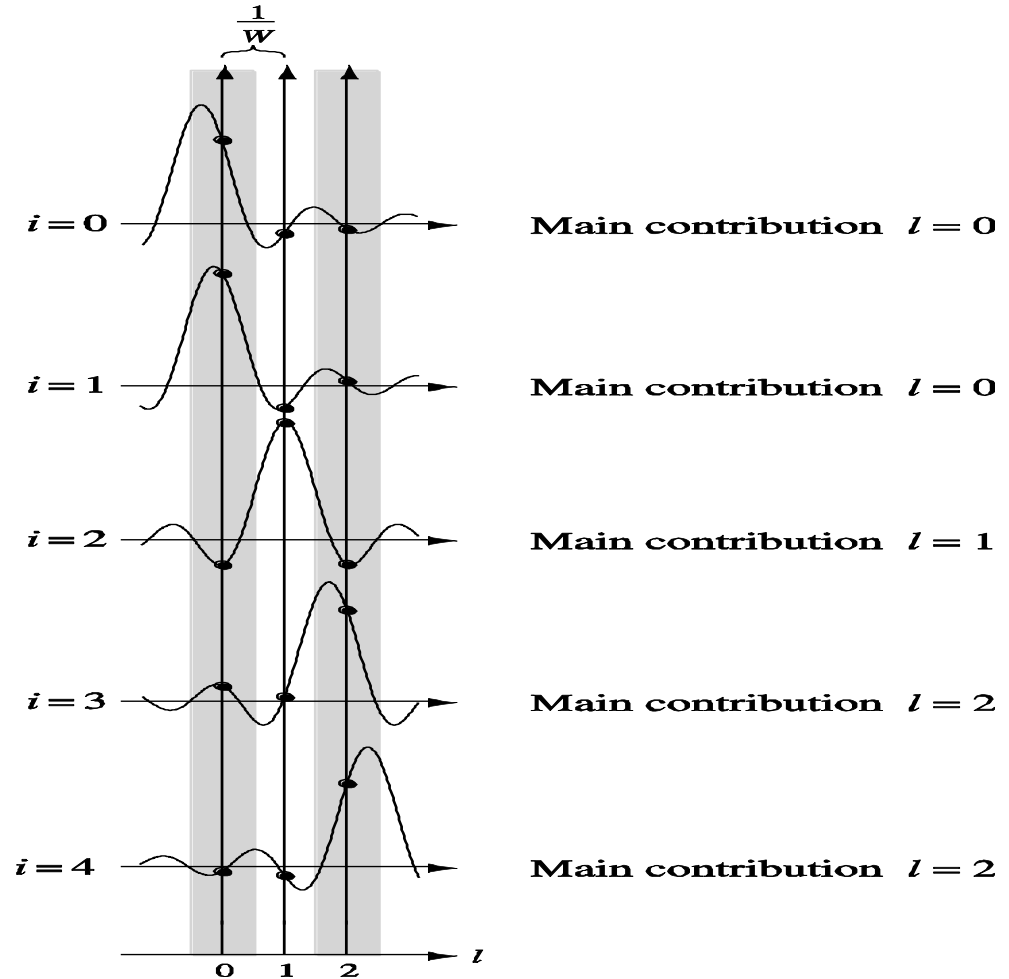 1/W
i = 0 Main contribution l = 0
i = 1 Main contribution l = 0
i = 2 Main contribution l = 1
i = 3 Main contribution l = 2
i = 4 Main contribution l = 2
l
0 1 2